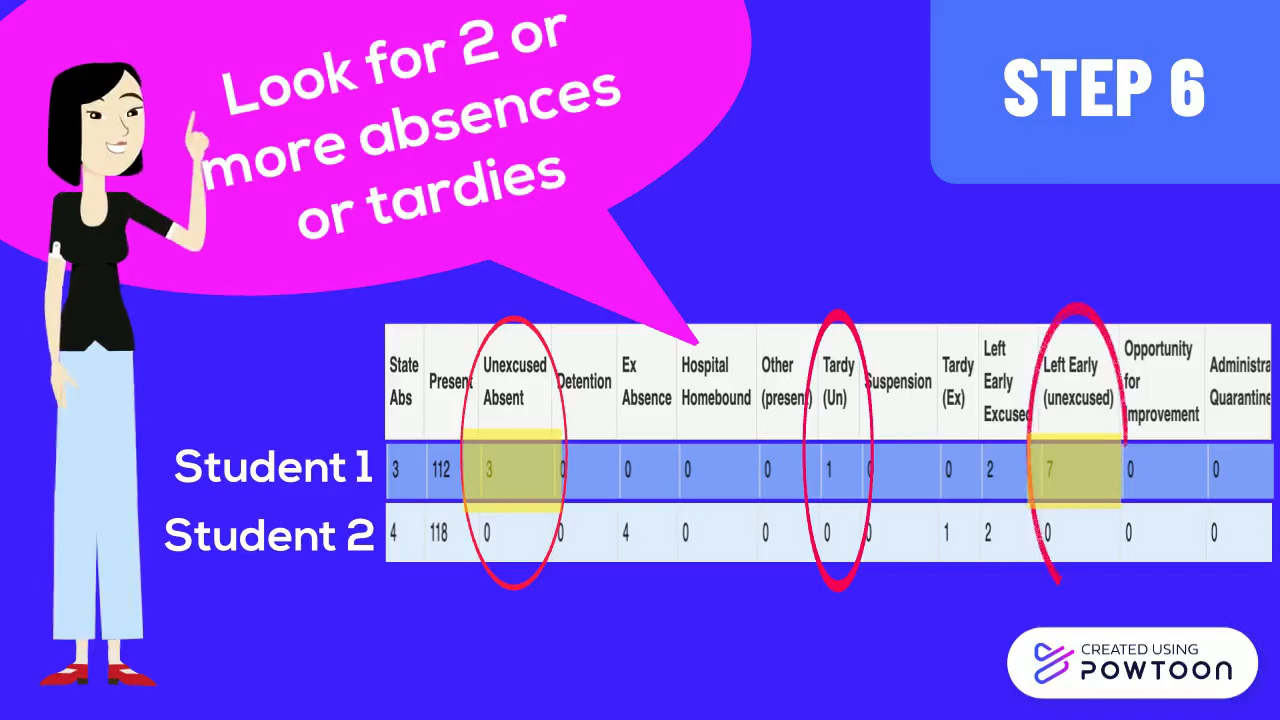 Look for 2 or
more absences
or tardies
STEP 6
State Abs Present Unexcused Absent Detention Ex Absence Hospital Homebound Other (present) Tardy (Un) Suspension Tardy (Ex) Left Early Excused Left Early (unexcused) Opportunity for Improvement Administra Quarantine
Student 1 3 112 3 0 0 0 0 1 0 0 2 7 0 0
Student 2 4 118 0 0 4 0 0 0 0 1 2 0 0 0
CREATED USING
POWTOON